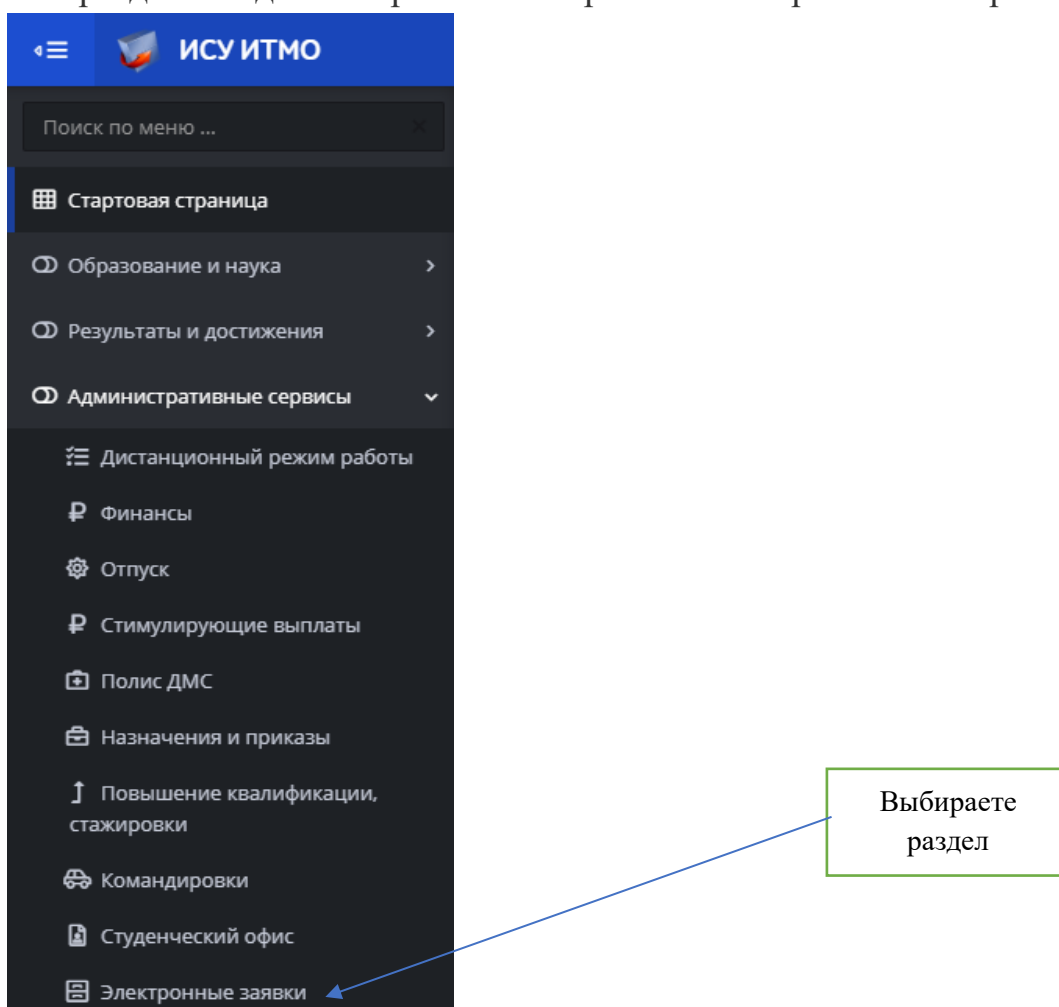 ИСУ ИТМО
Поиск по меню ...
Стартовая страница
Образование и наука
Результаты и достижения
Административные сервисы
Дистанционный режим работы
Финансы
Отпуск
Стимулирующие выплаты
Полис ДМС
Назначения и приказы
Повышение квалификации,
стажировки
Командировки
Студенческий офис
Электронные заявки
Выбираете
раздел